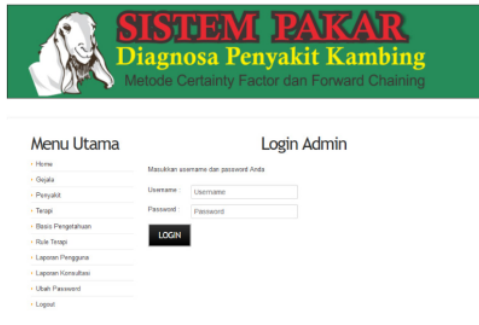 SISTEM PAKAR
Diagnosa Penyakit Kambing
Metode Certainty Factor dan Forward Chaining
Menu Utama
Home
Gejala
Penyakit
Terapi
Basis Pengetahuan
Rule Terapi
Laporan Pengguna
Laporan Konsultasi
Ubah Password
Logout
Login Admin
Masukkan username dan password Anda
Username : Username
Password : Password
LOGIN